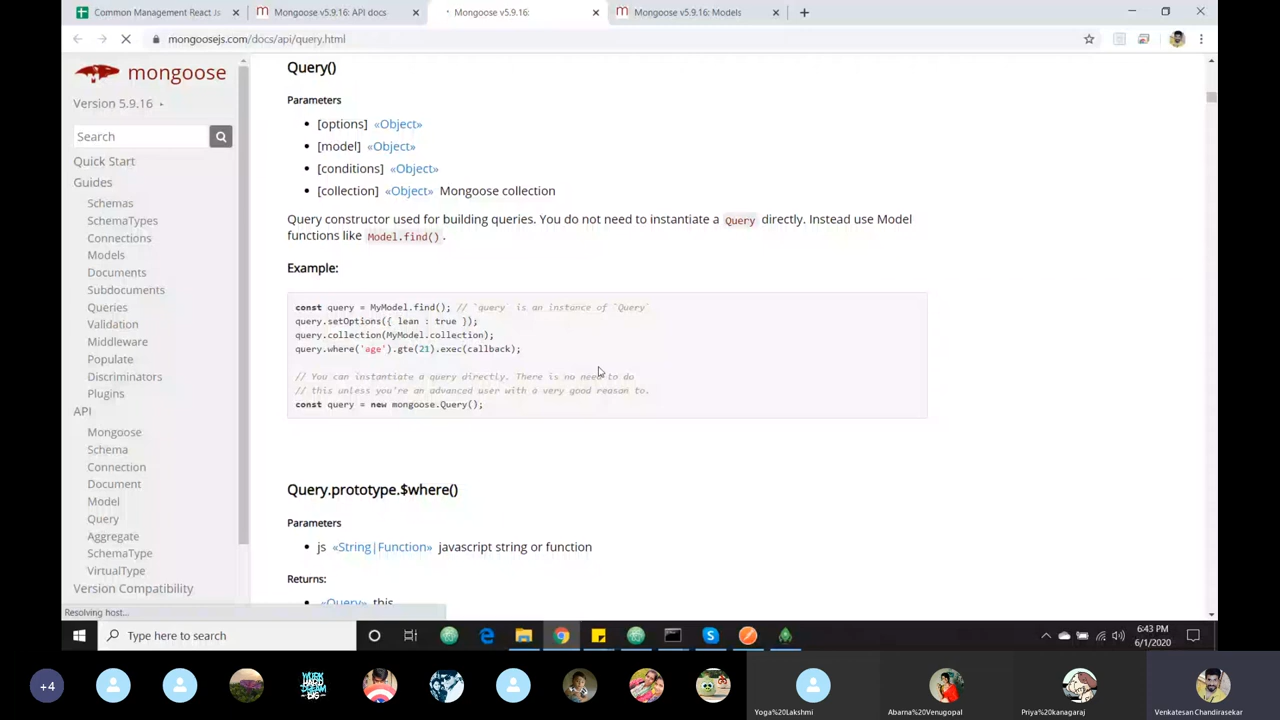 Common Management React Js
Mongoose v5.9.16: API docs
Mongoose v5.9.16:
Mongoose v5.9.16: Models
mongoosejs.com/docs/api/query.html
mongoose
Version 5.9.16
Search
Quick Start
Guides
Schemas
SchemaTypes
Connections
Models
Documents
Subdocuments
Queries
Validation
Middleware
Populate
Discriminators
Plugins
API
Mongoose
Schema
Connection
Document
Model
Query
Aggregate
SchemaType
VirtualType
Version Compatibility
Resolving host...
Query()
Parameters
[options] «Object»
[model] «Object»
[conditions] «Object»
[collection] «Object» Mongoose collection
Query constructor used for building queries. You do not need to instantiate a Query directly. Instead use Model
functions like Model.find().
Example:
const query = MyModel.find(); // `query` is an instance of `Query`
query.setOptions({ lean : true });
query.collection(MyModel.collection);
query.where('age').gte(21).exec(callback);
// You can instantiate a query directly. There is no need to do
// this unless you're an advanced user with a very good reason to.
const query = new mongoose.Query();
Query.prototype.$where()
Parameters
js «String|Function» javascript string or function
Returns:
«Query» this
Type here to search
6:43 PM
6/1/2020
+4
Yoga%20Lakshmi
Abarna%20Venugopal
Priya%20kanagaraj
Venkatesan Chandirasekar